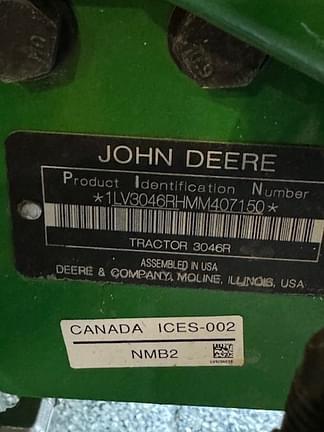 JOHN DEERE
Product Identification Number
*1LV3046RHMM407150*
TRACTOR 3046R
ASSEMBLED IN USA
DEERE & COMPANY, MOLINE, ILLINOIS, USA
CANADA ICES-002
NMB2